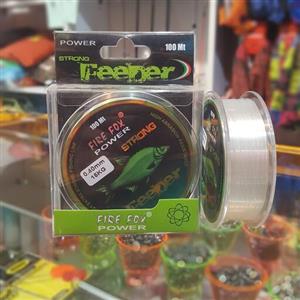 POWER
100 Mt
STRONG
Feeder
100 Mt
FIRE FOX
POWER
STRONG
0.40mm
16KG
Feeder
FIRE FOX
POWER